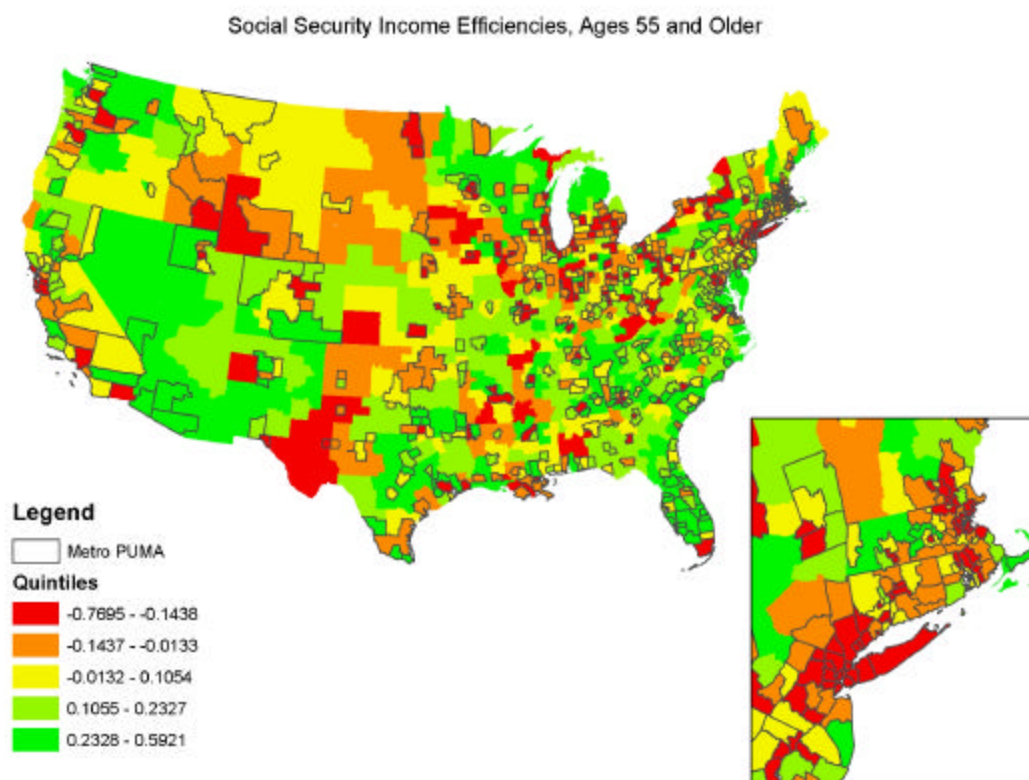 Social Security Income Efficiencies, Ages 55 and Older
Legend
Metro PUMA
Quintiles
-0.7695 - -0.1438
-0.1437 - -0.0133
-0.0132 - 0.1054
0.1055 - 0.2327
0.2328 - 0.5921